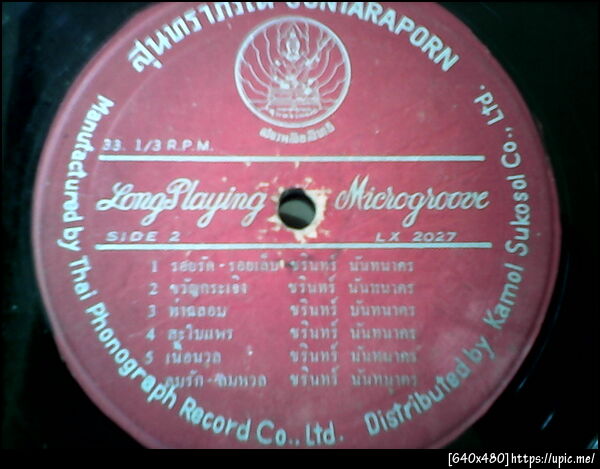 สุนทราภรณ์ SUNTARAPORN
33. 1/3 R.P.M.
Long Playing Microgroove
SIDE 2 LX 2027
1 รอยรัก - รอยเล็บ ชรินทร์ นันทนาคร
2 ขวัญกระเจิง ชรินทร์ นันทนาคร
3 ท่าฉลอม ชรินทร์ นันทนาคร
4 สะใบแพร ชรินทร์ นันทนาคร
5 เนื้อนวล ชรินทร์ นันทนาคร
ลมรัก - ชรินทร์ นันทนาคร
Manufactured by Thai Phonograph Record Co., Ltd. Distributed by Kamol Sukosol Co., Ltd.
[640x480]https://upic.me/